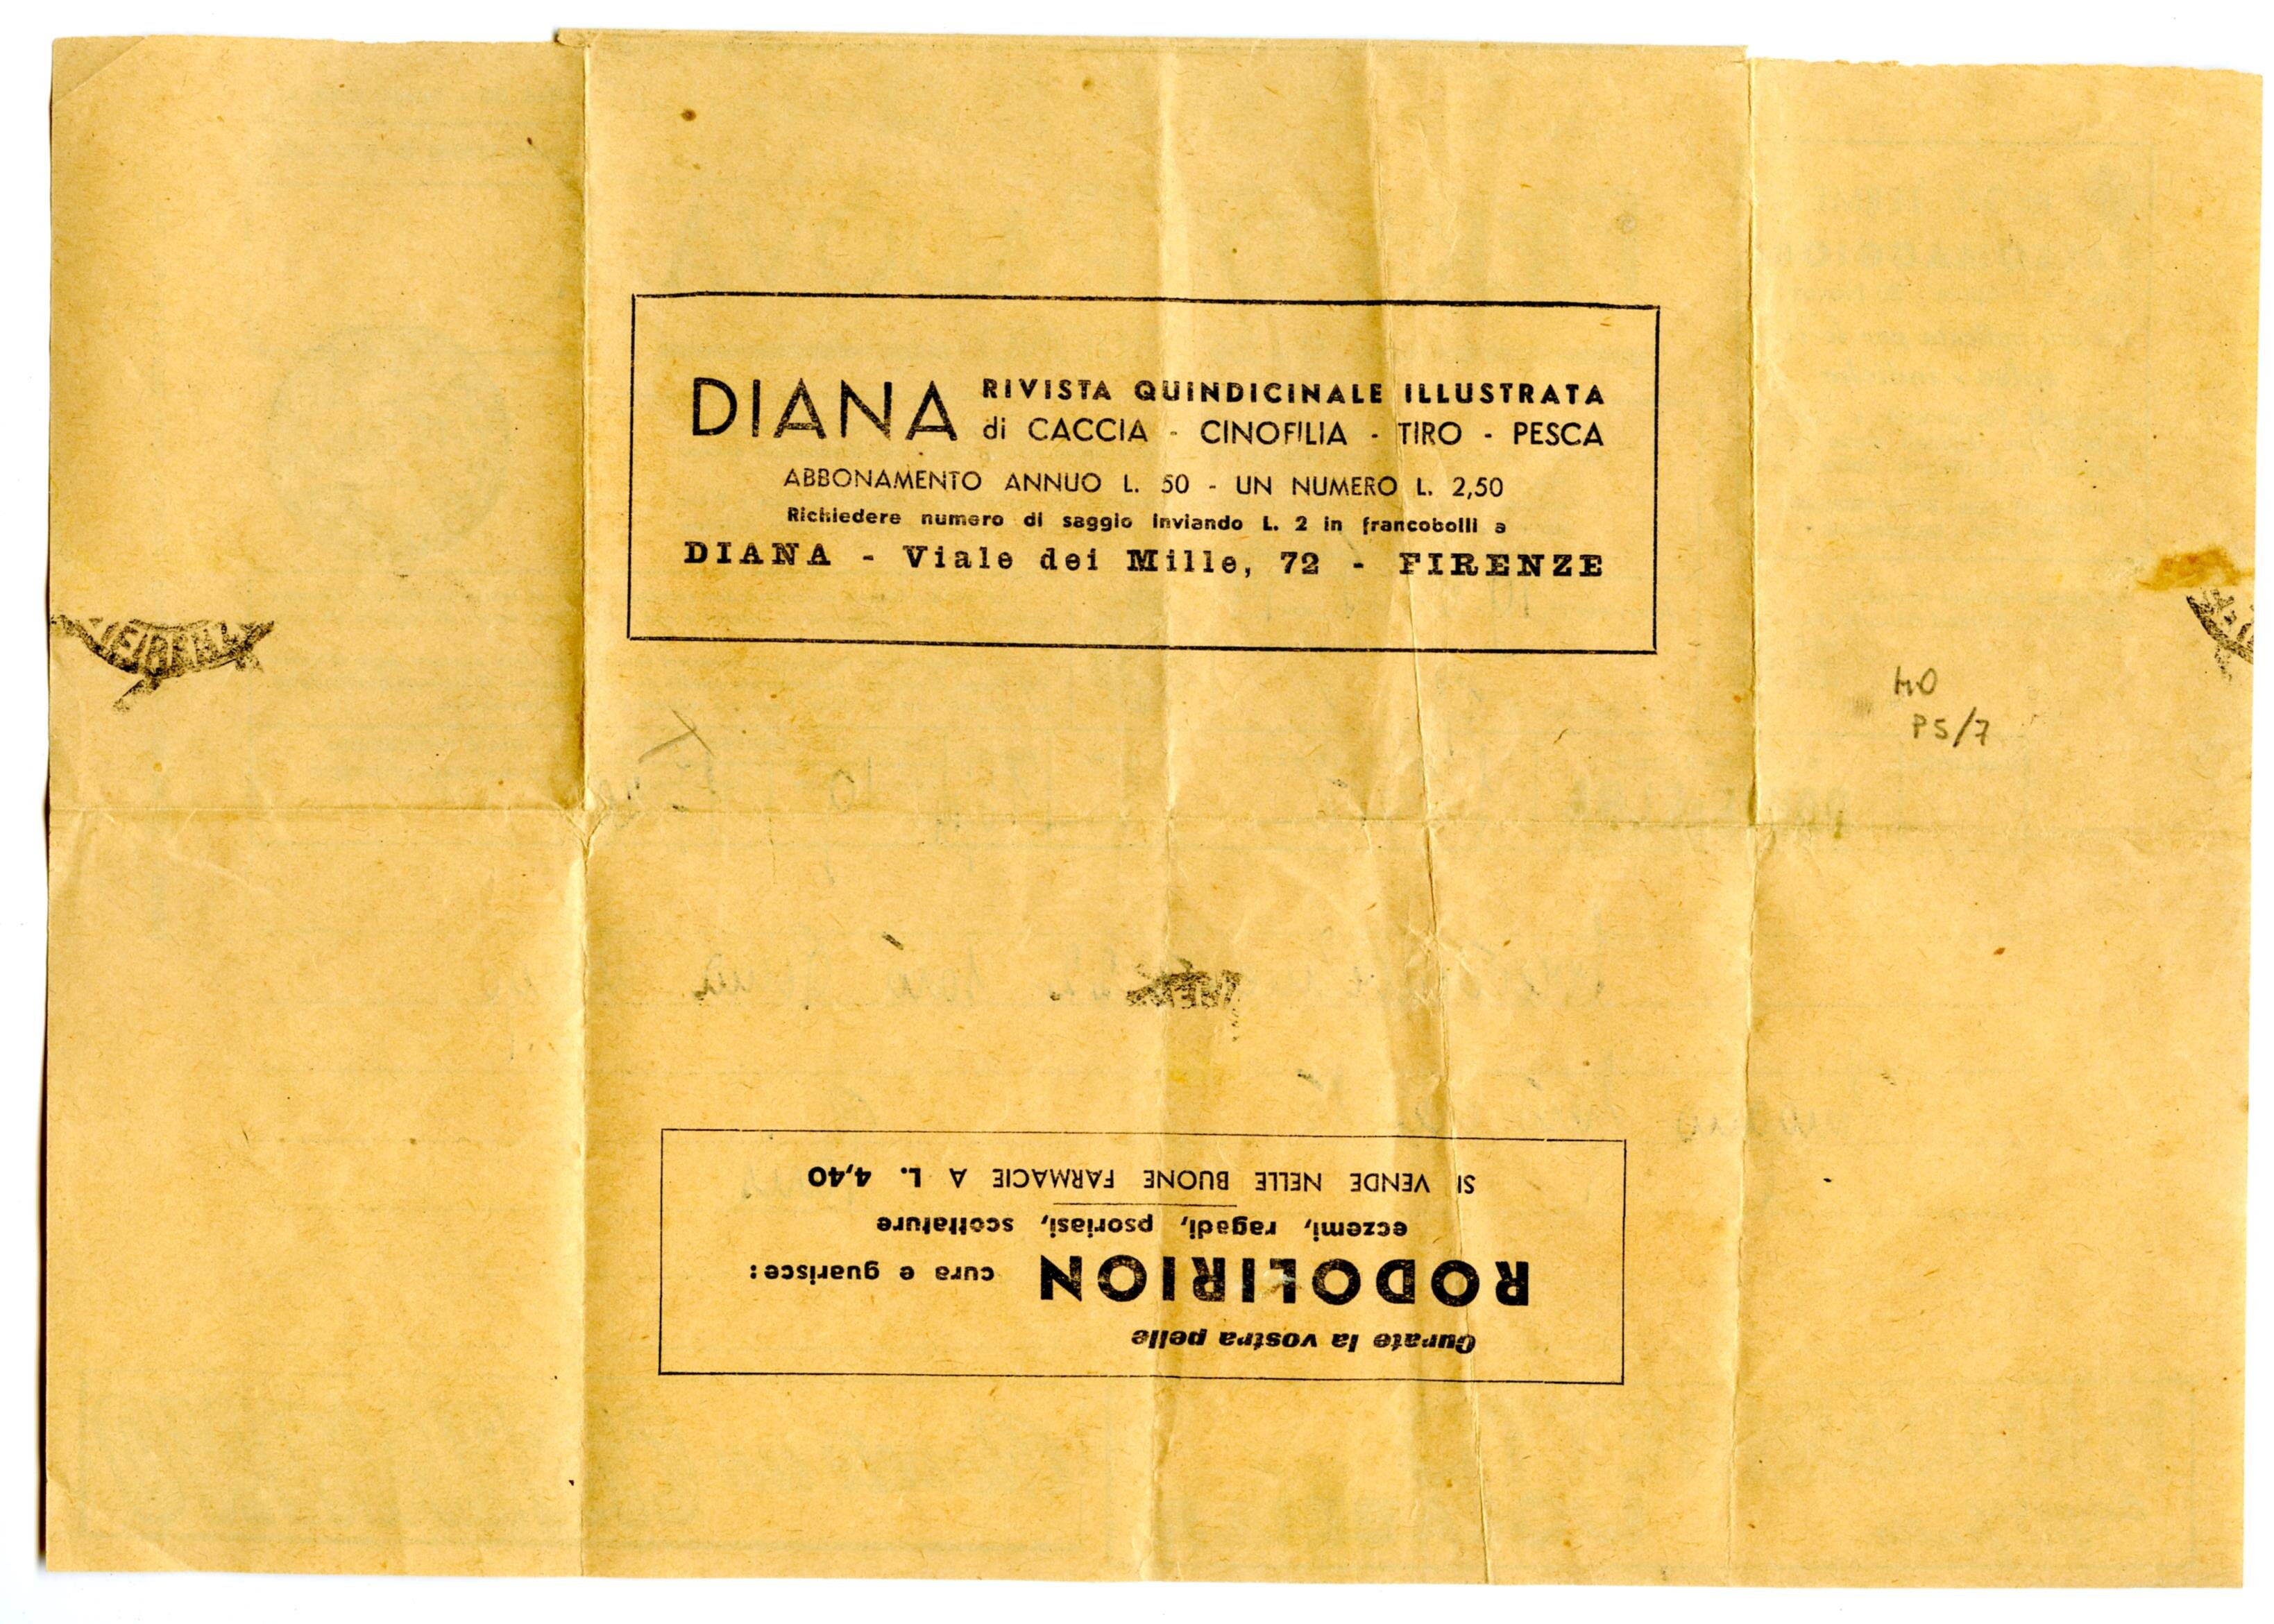 DIANA RIVISTA QUINDICINALE ILLUSTRATA
di CACCIA - CINOFILIA - TIRO - PESCA
ABBONAMENTO ANNUO L. 50 - UN NUMERO L. 2,50
Richiedere numero di saggio inviando L. 2 in francobolli a
DIANA - Viale dei Mille, 72 - FIRENZE
P5/7
Curate la vostra pelle
RODOLIRION cura e guarisce:
eczemi, ragadi, psoriasi, scottature
SI VENDE NELLE BUONE FARMACIE A L. 4,40